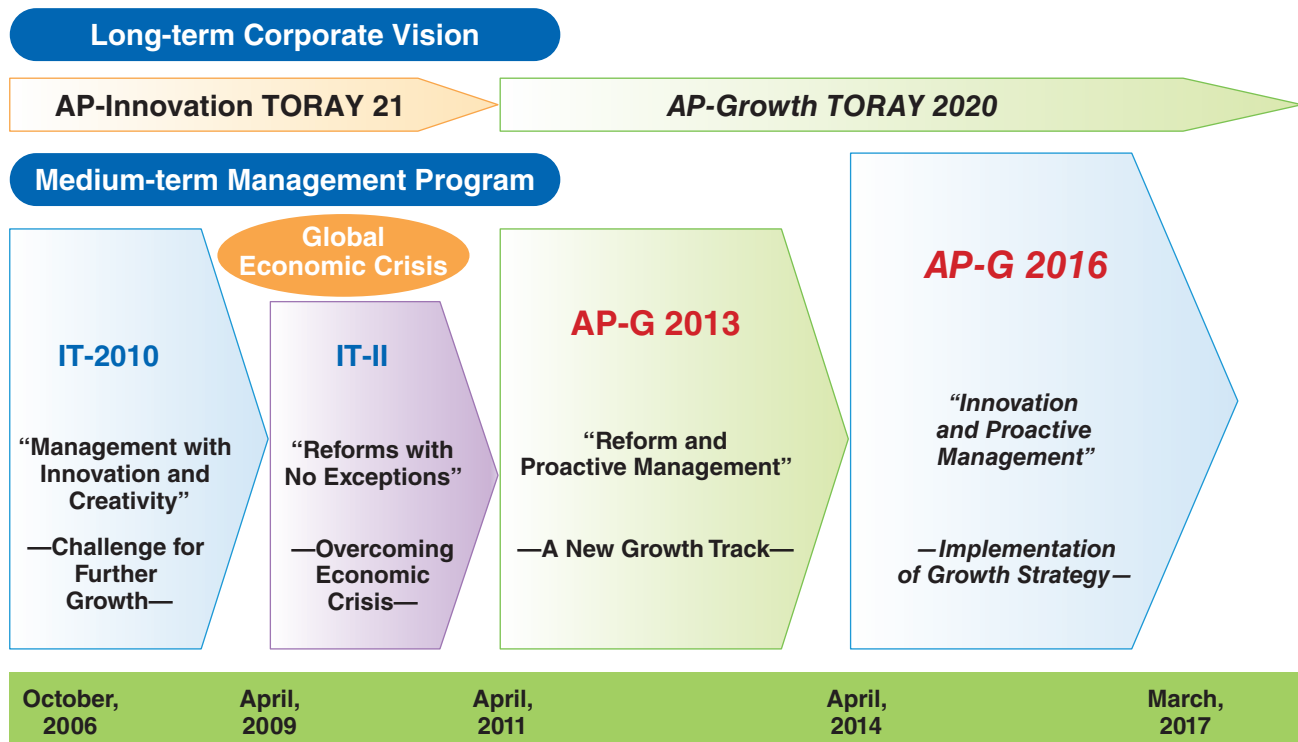 Long-term Corporate Vision
AP-Innovation TORAY 21
AP-Growth TORAY 2020
Medium-term Management Program
Global
Economic Crisis
IT-2010
“Management with
Innovation and
Creativity”
—Challenge for
Further
Growth—
IT-II
“Reforms with
No Exceptions”
—Overcoming
Economic
Crisis—
AP-G 2013
“Reform and
Proactive Management”
—A New Growth Track—
AP-G 2016
“Innovation
and Proactive
Management”
—Implementation
of Growth Strategy—
October,
2006
April,
2009
April,
2011
April,
2014
March,
2017